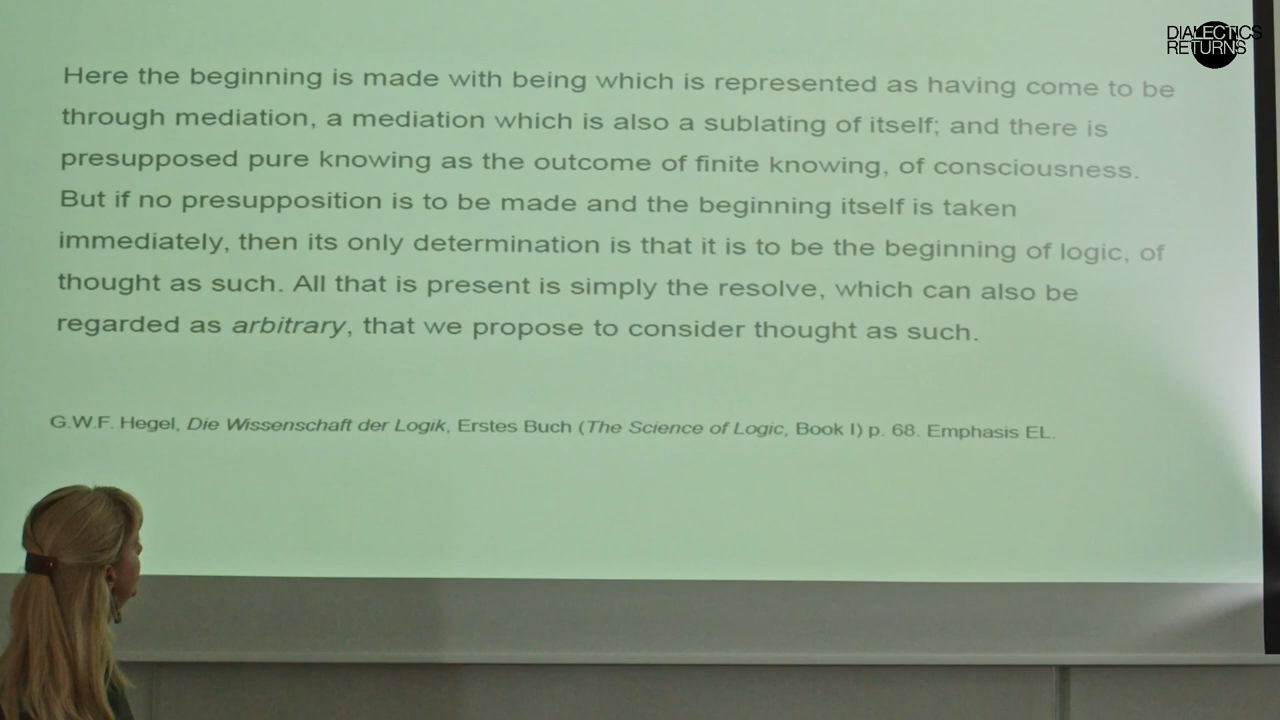 DIALECTICS
RETURNS
Here the beginning is made with being which is represented as having come to be
through mediation, a mediation which is also a sublating of itself; and there is
presupposed pure knowing as the outcome of finite knowing, of consciousness.
But if no presupposition is to be made and the beginning itself is taken
immediately, then its only determination is that it is to be the beginning of logic, of
thought as such. All that is present is simply the resolve, which can also be
regarded as arbitrary, that we propose to consider thought as such.
G.W.F. Hegel, Die Wissenschaft der Logik, Erstes Buch (The Science of Logic, Book I) p. 68. Emphasis EL.